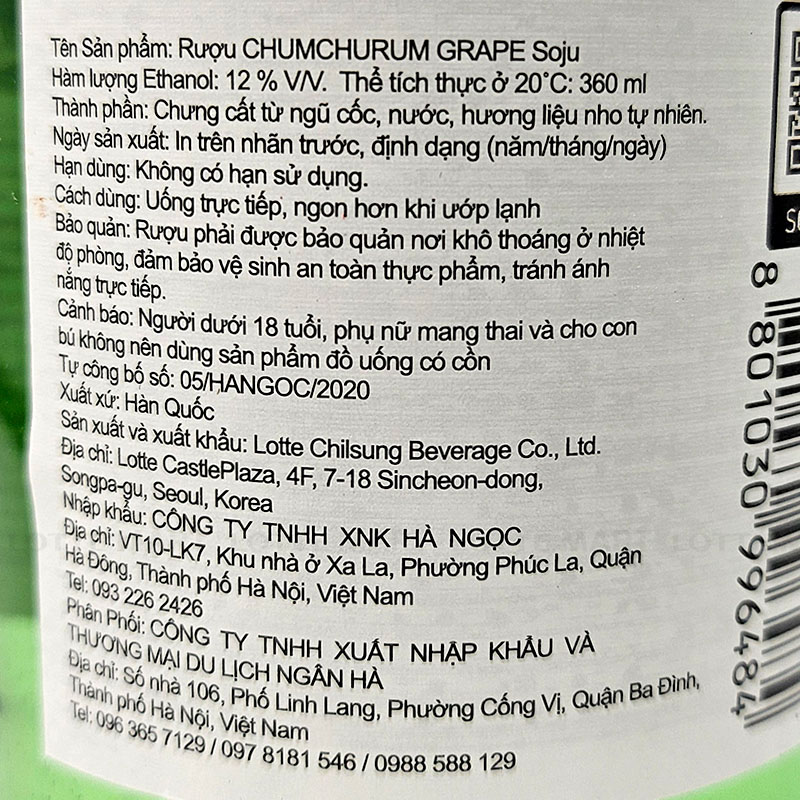 Tên Sản phẩm: Rượu CHUMCHURUM GRAPE Soju
Hàm lượng Ethanol: 12 % V/V. Thể tích thực ở 20˚C: 360 ml
Thành phần: Chưng cất từ ngũ cốc, nước, hương liệu nho tự nhiên.
Ngày sản xuất: In trên nhãn trước, định dạng (năm/tháng/ngày)
Hạn dùng: Không có hạn sử dụng.
Cách dùng: Uống trực tiếp, ngon hơn khi ướp lạnh
Bảo quản: Rượu phải được bảo quản nơi khô thoáng ở nhiệt
độ phòng, đảm bảo vệ sinh an toàn thực phẩm, tránh ánh
nắng trực tiếp.
Cảnh báo: Người dưới 18 tuổi, phụ nữ mang thai và cho con
bú không nên dùng sản phẩm đồ uống có cồn
Tự công bố số: 05/HANGOC/2020
Xuất xứ: Hàn Quốc
Sản xuất và xuất khẩu: Lotte Chilsung Beverage Co., Ltd.
Địa chỉ: Lotte CastlePlaza, 4F, 7-18 Sincheon-dong,
Songpa-gu, Seoul, Korea
Nhập khẩu: CÔNG TY TNHH XNK HÀ NGỌC
Địa chỉ: VT10-LK7, Khu nhà ở Xa La, Phường Phúc La, Quận
Hà Đông, Thành phố Hà Nội, Việt Nam
Tel: 093 226 2426
Phân Phối: CÔNG TY TNHH XUẤT NHẬP KHẨU VÀ
THƯƠNG MẠI DU LỊCH NGÂN HÀ
Địa chỉ: Số nhà 106, Phố Linh Lang, Phường Cống Vị, Quận Ba Đình,
Thành phố Hà Nội, Việt Nam
Tel: 096 365 7129 / 097 8181 546 / 0988 588 129
8 801030 996484